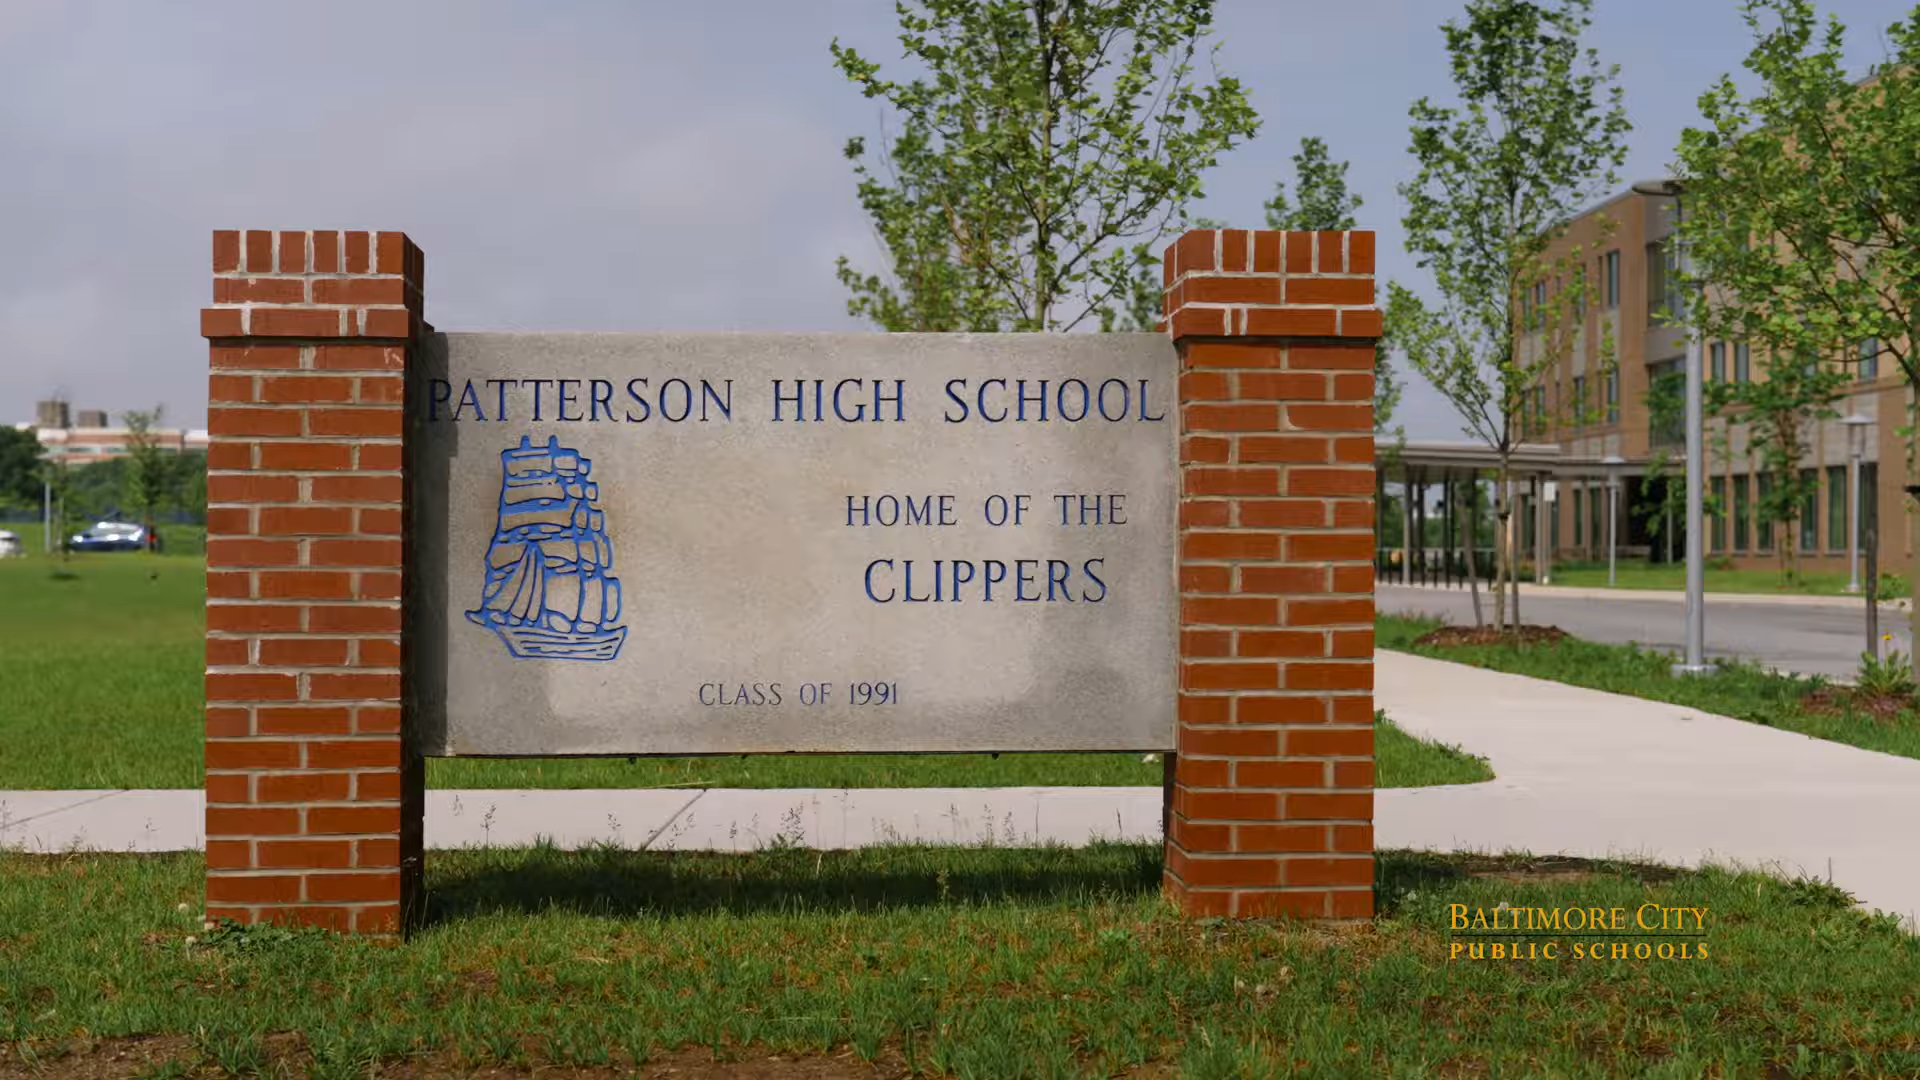 PATTERSON HIGH SCHOOL
HOME OF THE
CLIPPERS
CLASS OF 1991
BALTIMORE CITY
PUBLIC SCHOOLS